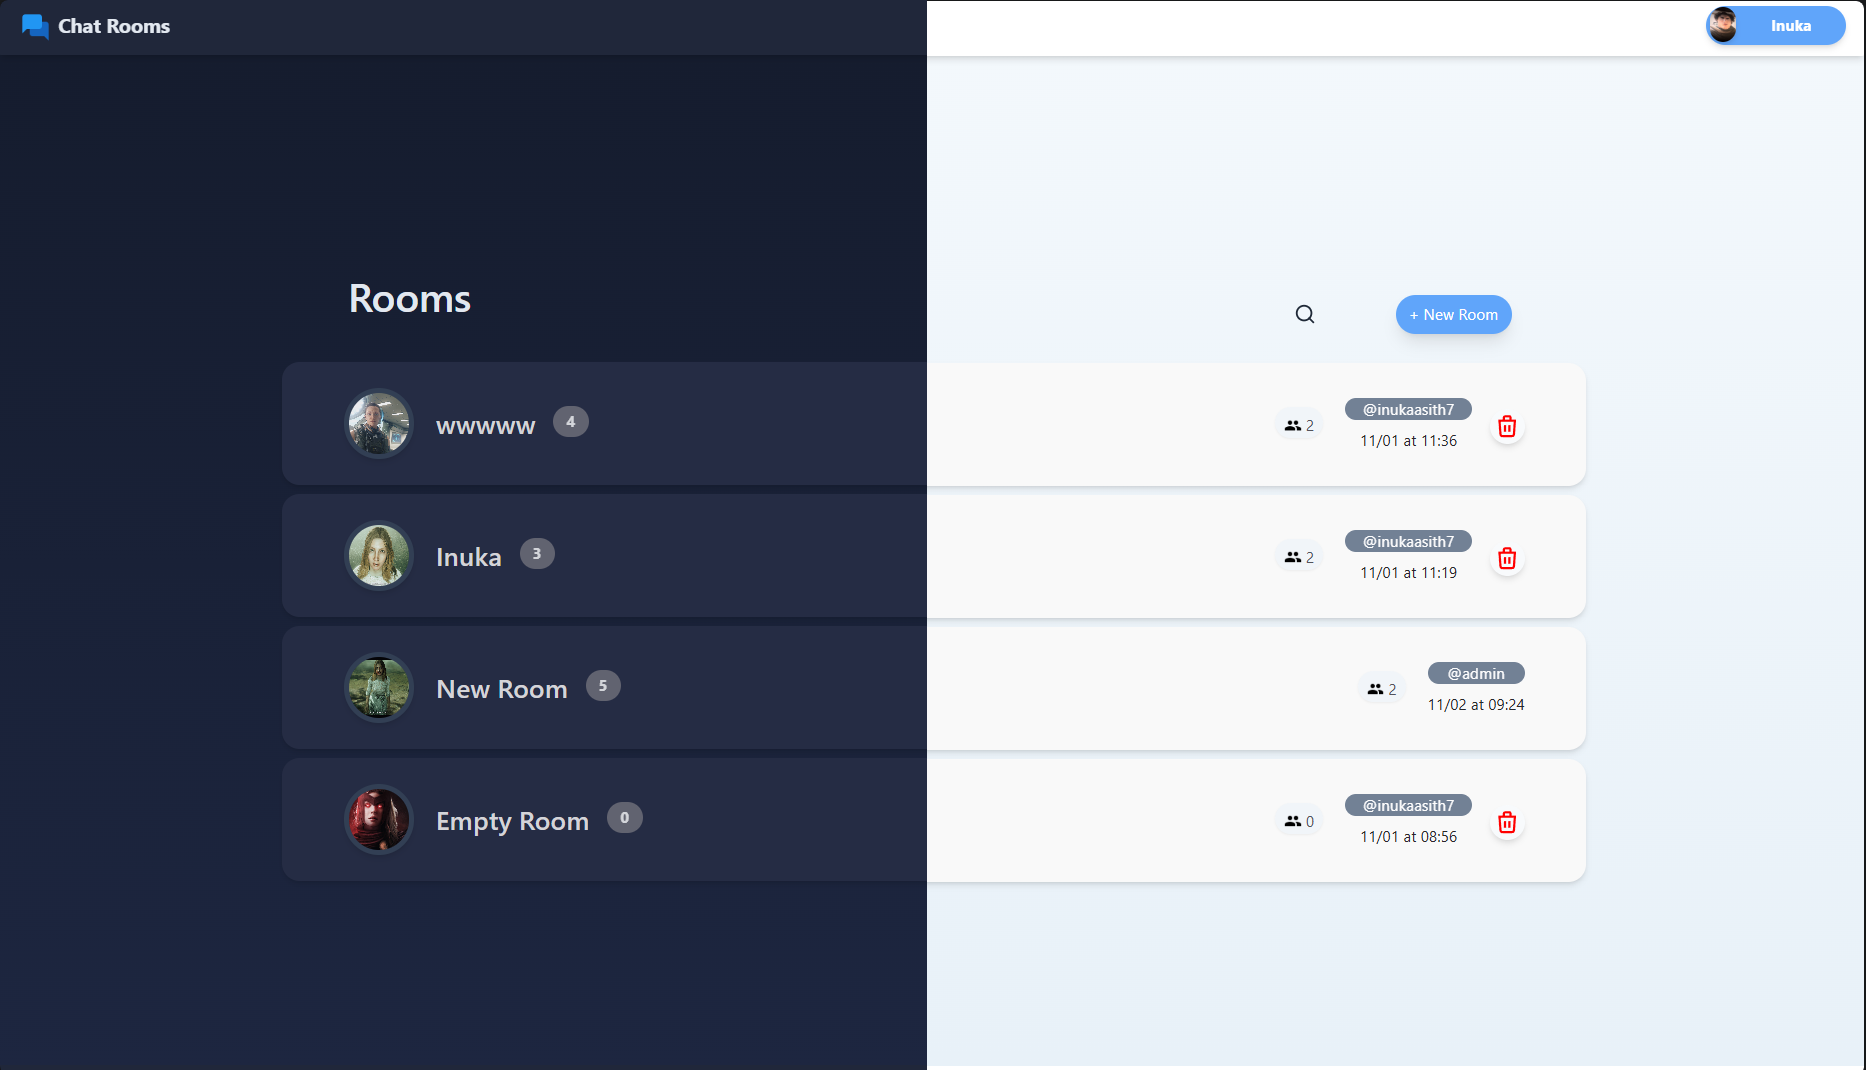 Chat Rooms
Inuka
Rooms
+ New Room
wwwww 4
2
@inukaasith7
11/01 at 11:36
Inuka 3
2
@inukaasith7
11/01 at 11:19
New Room 5
2
@admin
11/02 at 09:24
Empty Room 0
0
@inukaasith7
11/01 at 08:56